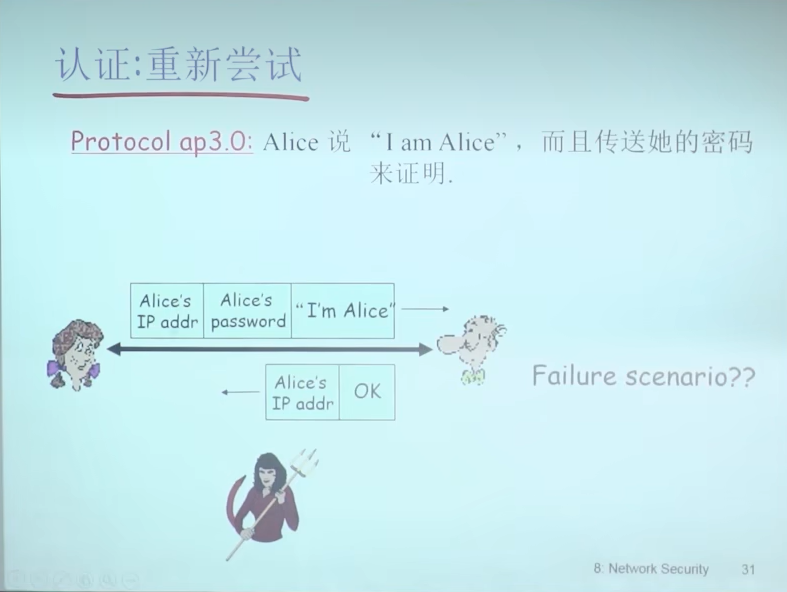 认证:重新尝试
Protocol ap3.0: Alice 说 “I am Alice”, 而且传送她的密码
来证明.
Alice's
IP addr
Alice's
password
“I'm Alice”
Alice's
IP addr
OK
Failure scenario??
8: Network Security 31